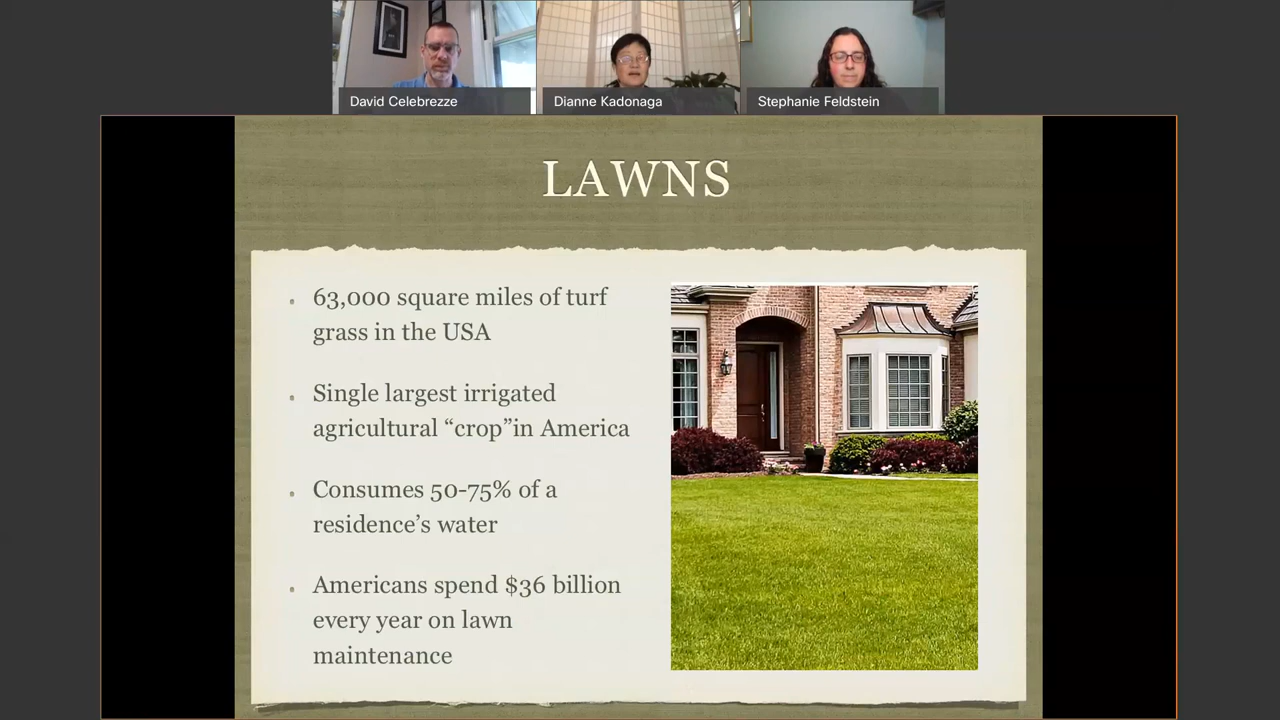 David Celebrezze
Dianne Kadonaga
Stephanie Feldstein
LAWNS
63,000 square miles of turf
grass in the USA
Single largest irrigated
agricultural “crop”in America
Consumes 50-75% of a
residence’s water
Americans spend $36 billion
every year on lawn
maintenance